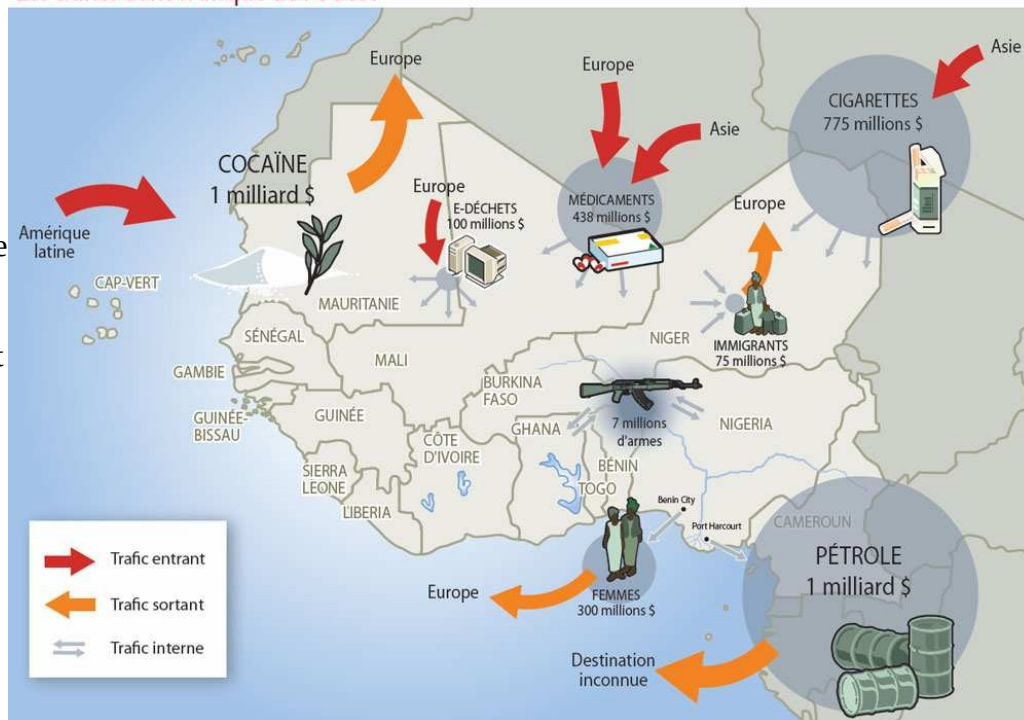 Europe
Asie
CIGARETTES
775 millions $
Europe
Asie
COCAÏNE
1 milliard $
Amérique
latine
Europe
E-DÉCHETS
100 millions $
MÉDICAMENTS
438 millions $
Europe
e
CAP-VERT
MAURITANIE
NIGER
IMMIGRANTS
75 millions $
SÉNÉGAL
MALI
t
GAMBIE
BURKINA
FASO
GUINÉE-
BISSAU
GUINÉE
GHANA
7 millions
d'armes
NIGERIA
CÔTE
D'IVOIRE
SIERRA
LEONE
BÉNIN
TOGO
LIBERIA
Benin City
Port Harcourt
CAMEROUN
PÉTROLE
1 milliard $
Trafic entrant
Trafic sortant
Trafic interne
Europe
FEMMES
300 millions $
Destination
inconnue